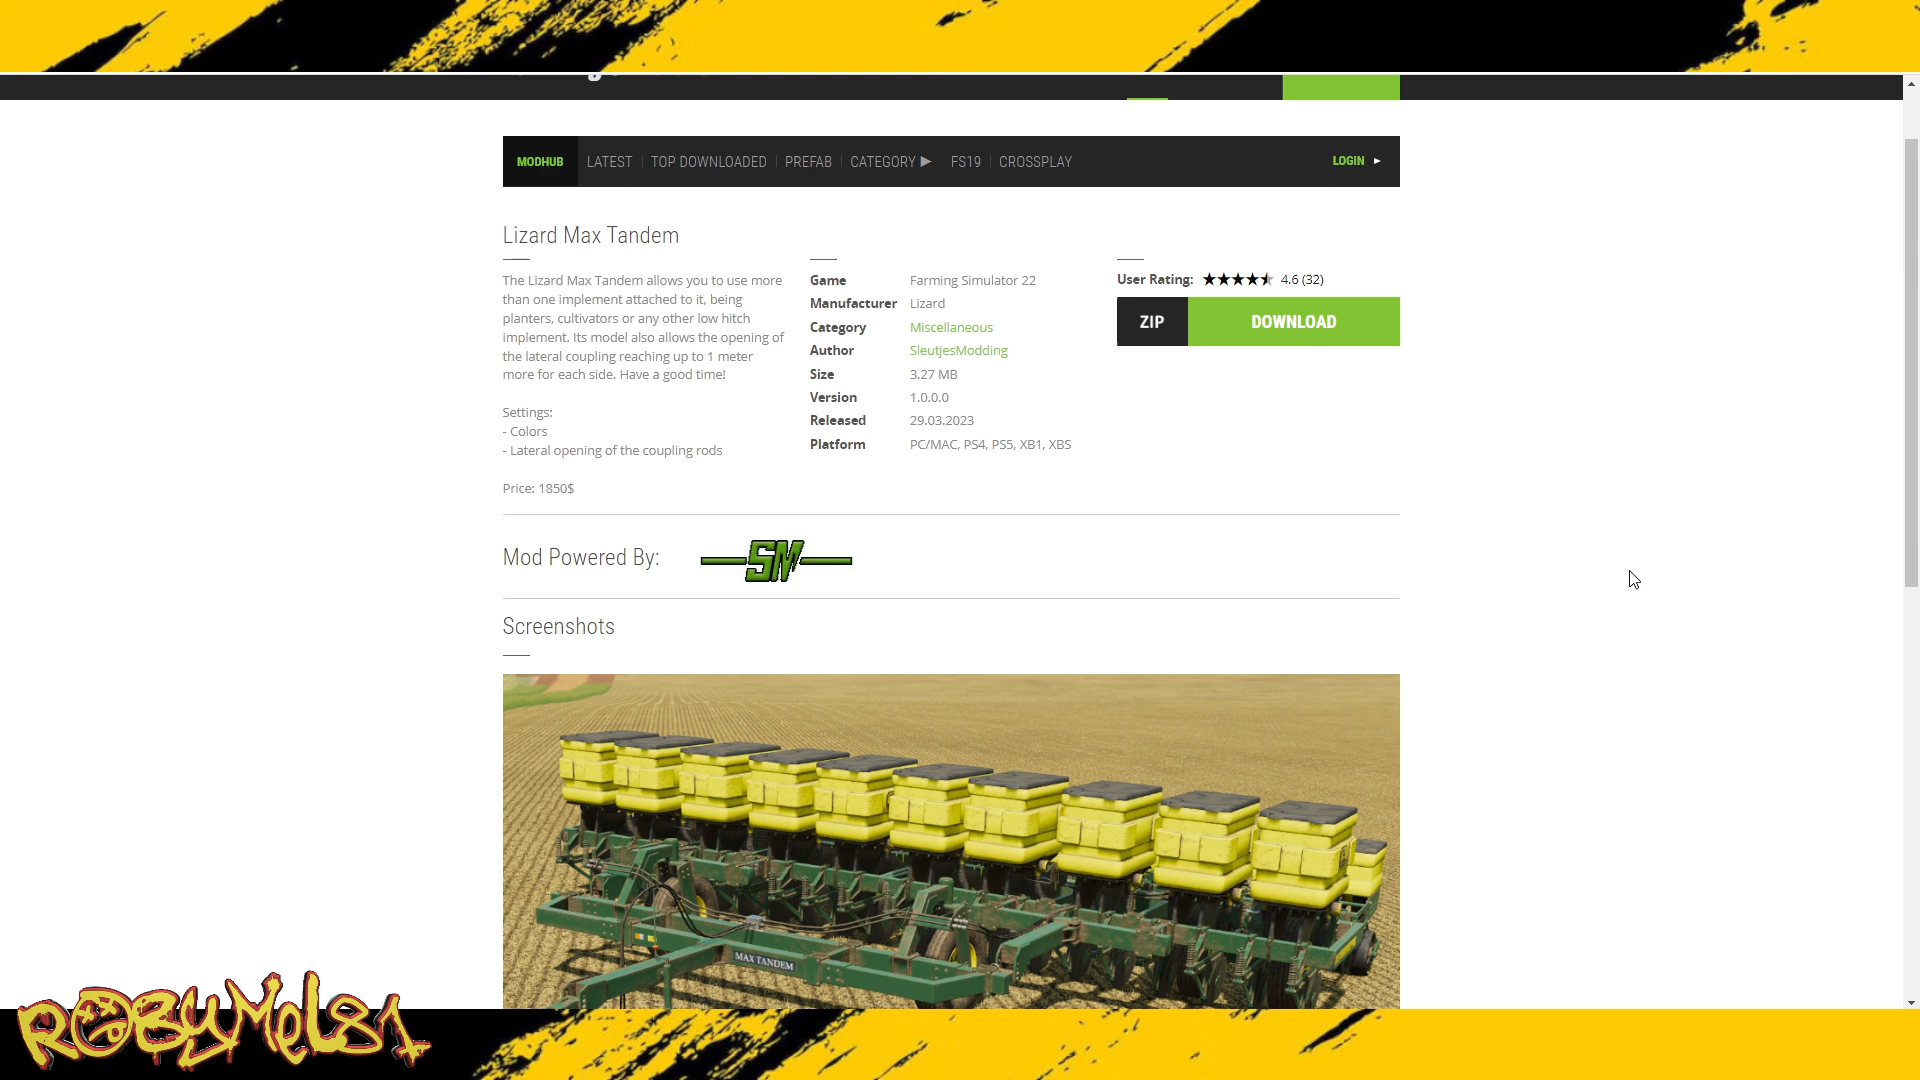 MODHUB LATEST TOP DOWNLOADED PREFAB CATEGORY ▶ FS19 CROSSPLAY LOGIN ►
Lizard Max Tandem
The Lizard Max Tandem allows you to use more
than one implement attached to it, being
planters, cultivators or any other low hitch
implement. Its model also allows the opening of
the lateral coupling reaching up to 1 meter
more for each side. Have a good time!
Settings:
- Colors
- Lateral opening of the coupling rods
Price: 1850$
Game Farming Simulator 22
Manufacturer Lizard
Category Miscellaneous
Author SleutjesModding
Size 3.27 MB
Version 1.0.0.0
Released 29.03.2023
Platform PC/MAC, PS4, PS5, XB1, XBS
User Rating: 4.6 (32)
ZIP DOWNLOAD
Mod Powered By: SM
Screenshots
MAX TANDEM
RobyMel81